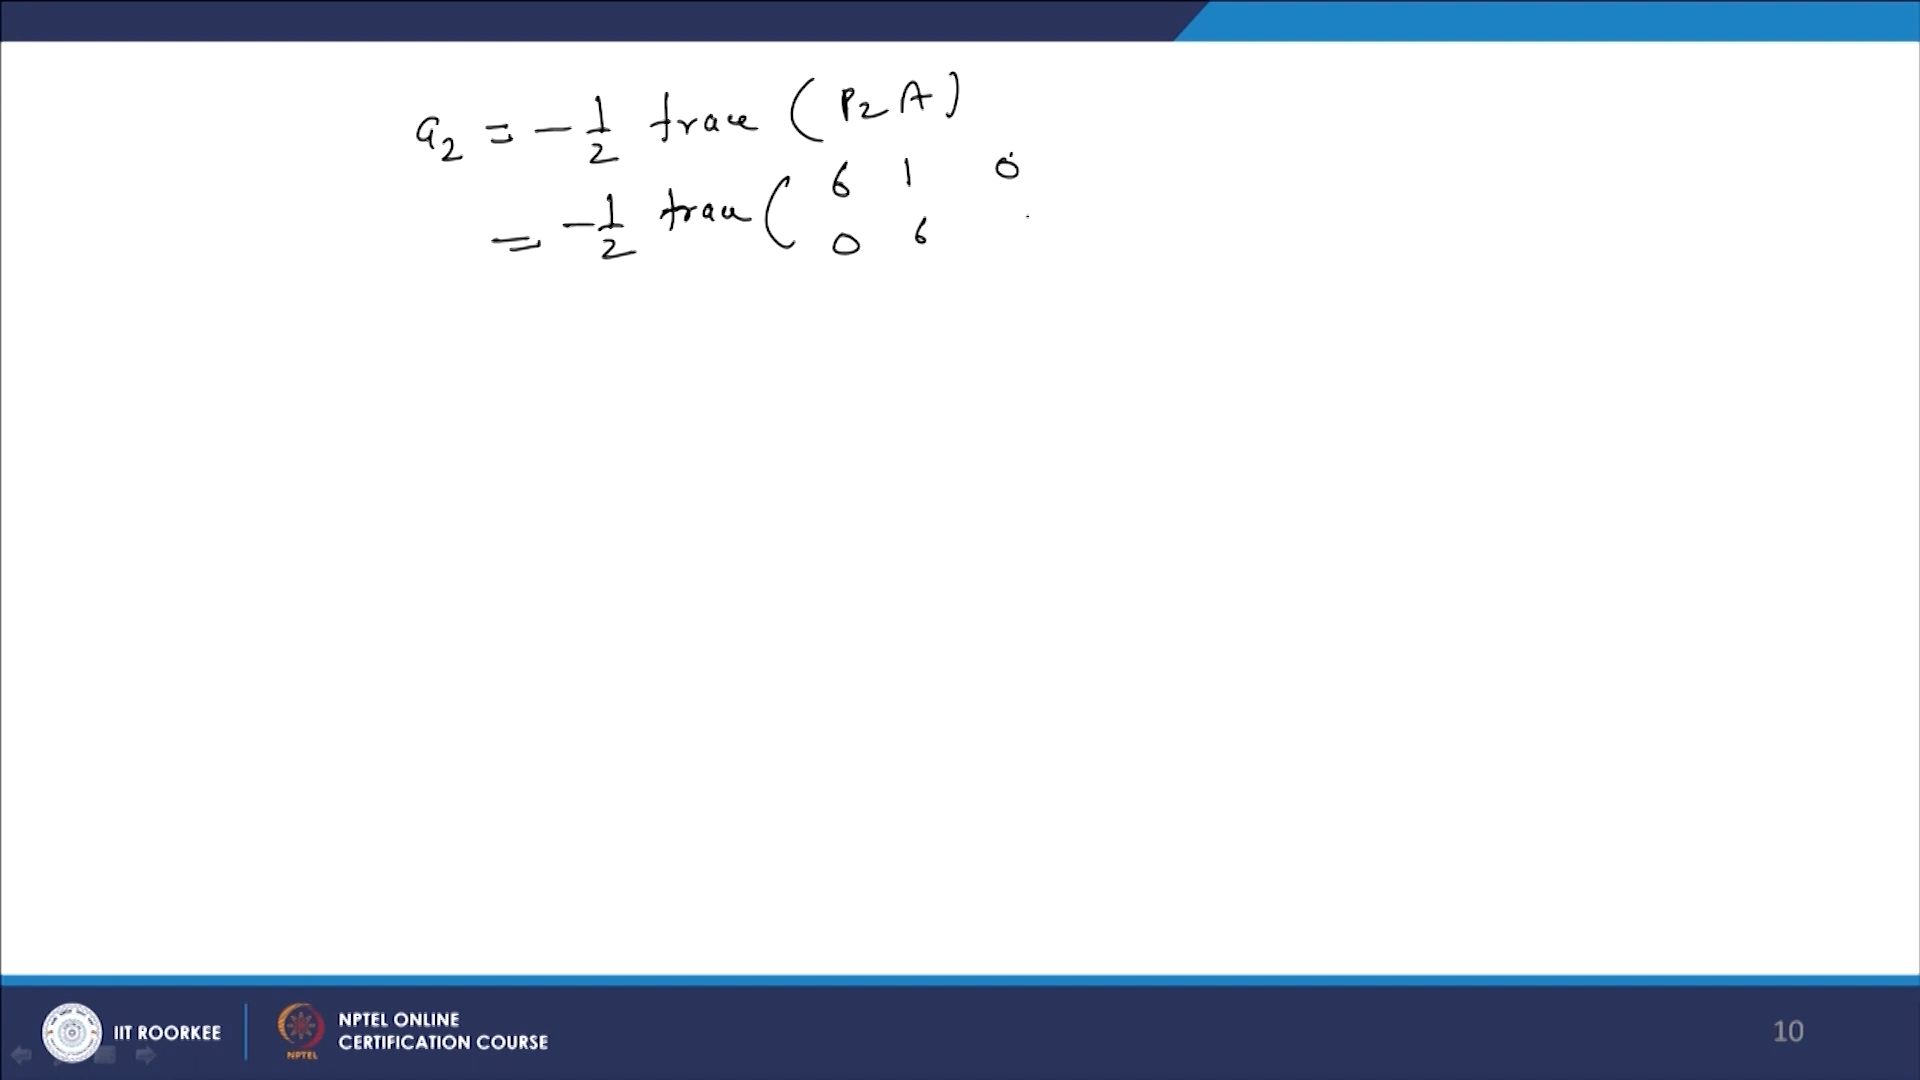 a₂ = -1/2 trace (P₂ A)
= -1/2 trace ( 6 1 0
0 6
IIT ROORKEE
NPTEL
NPTEL ONLINE
CERTIFICATION COURSE
10